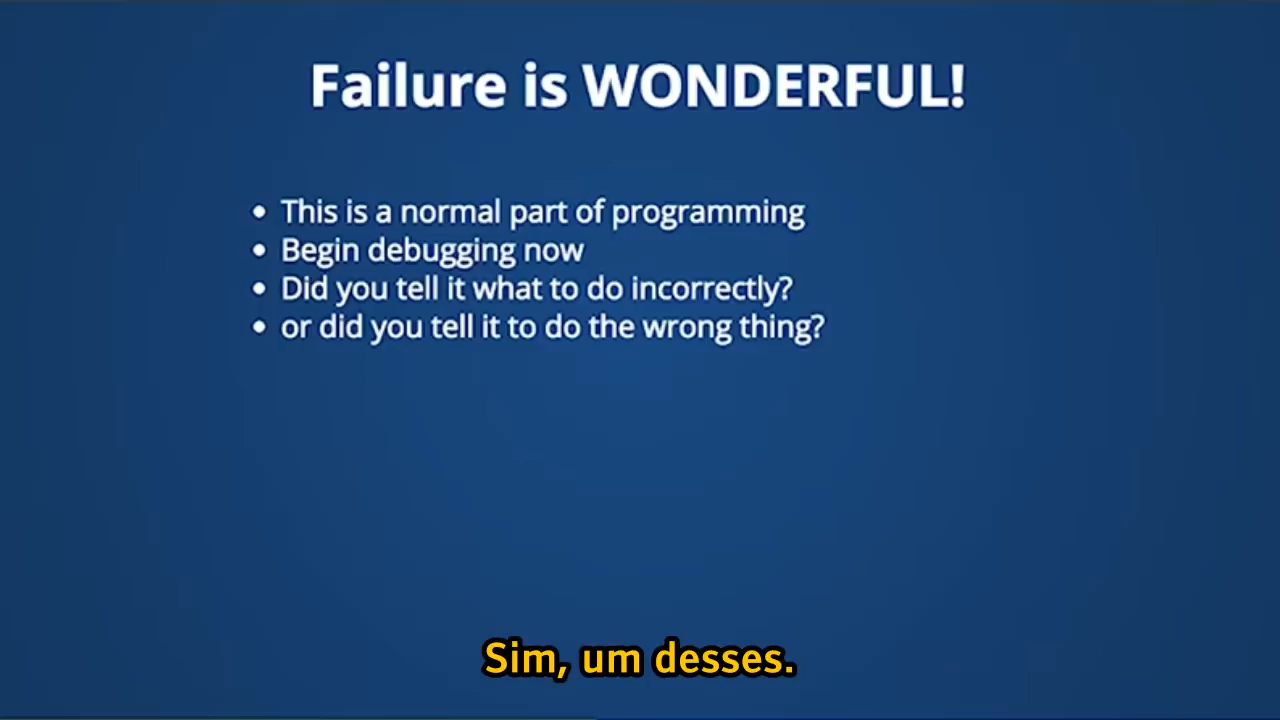 Failure is WONDERFUL!
This is a normal part of programming
Begin debugging now
Did you tell it what to do incorrectly?
or did you tell it to do the wrong thing?
Sim, um desses.